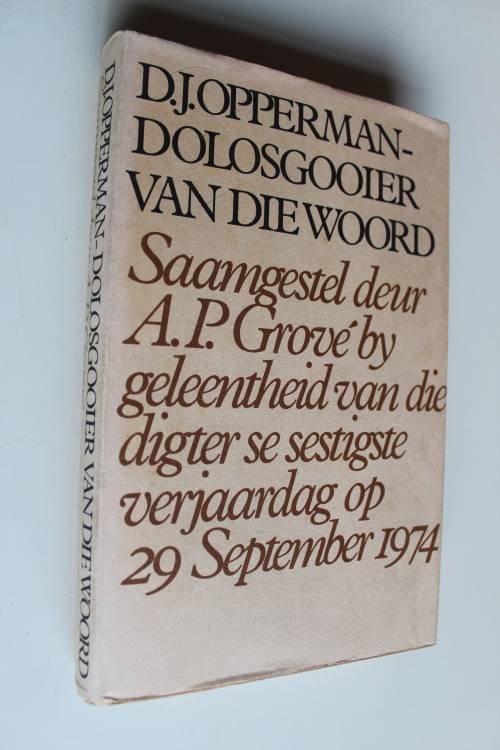 D.J. OPPERMAN-
DOLOSGOOIER
VAN DIE WOORD
Saamgestel deur
A.P. Grové by
geleentheid van die
digter se sestigste
verjaardag op
29 September 1974
D.J. OPPERMAN-DOLOSGOOIER VAN DIE WOORD